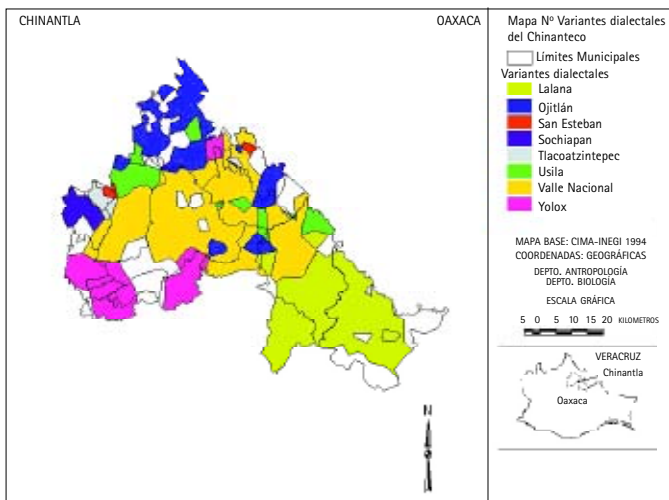 CHINANTLA
OAXACA
Mapa Nº Variantes dialectales
del Chinanteco
Límites Municipales
Variantes dialectales
Lalana
Ojitlán
San Esteban
Sochiapan
Tlacoatzintepec
Usila
Valle Nacional
Yolox
MAPA BASE: CIMA-INEGI 1994
COORDENADAS: GEOGRÁFICAS
DEPTO. ANTROPOLOGÍA
DEPTO. BIOLOGÍA
ESCALA GRÁFICA
5 0 5 10 15 20 KILOMETROS
VERACRUZ
Chinantla
Oaxaca
N